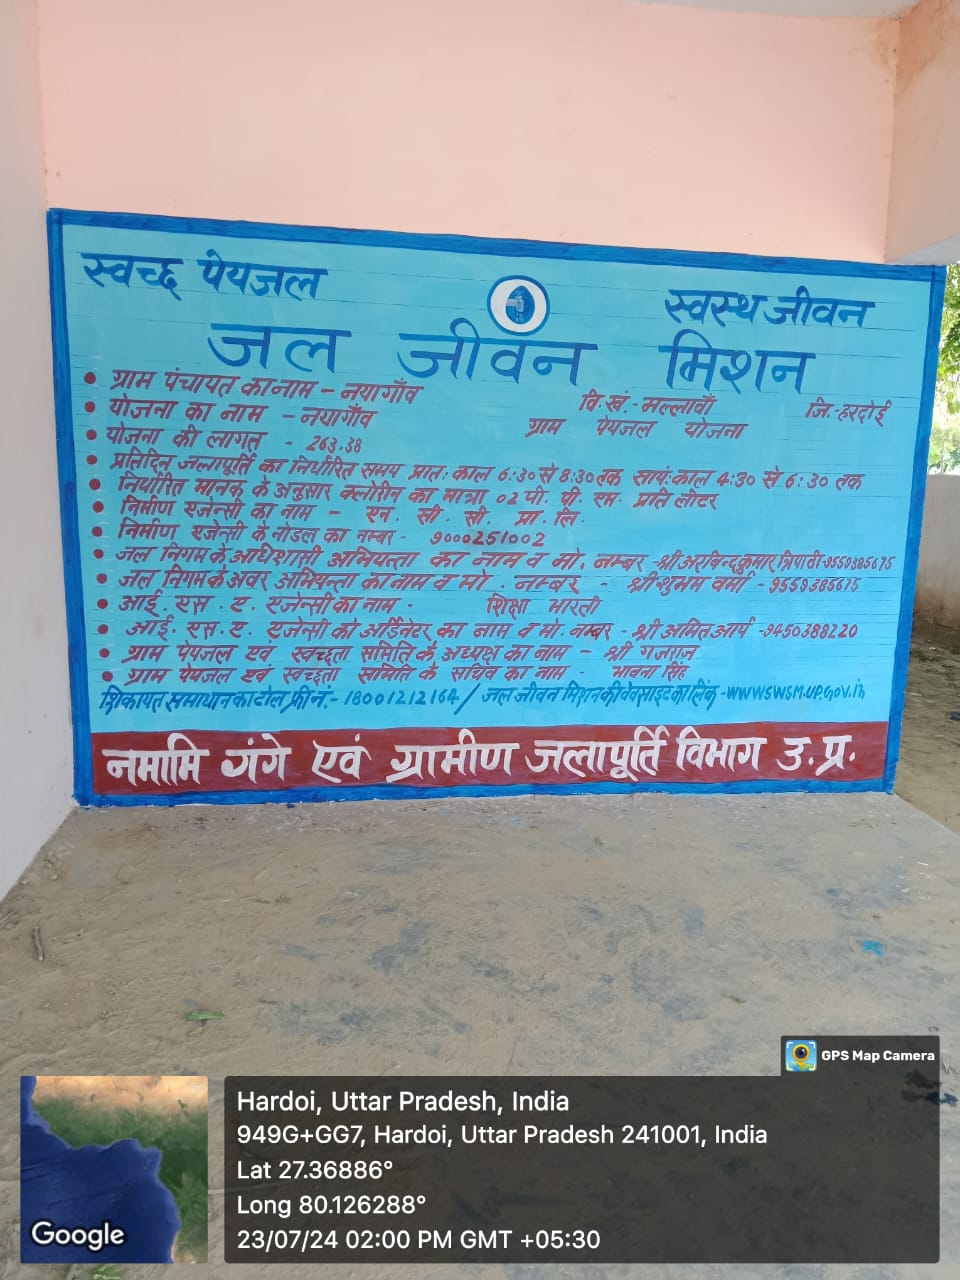 स्वच्छ पेयजल
स्वस्थ जीवन
जल जीवन मिशन
• ग्राम पंचायत का नाम - नयागाँव वि.खं.-मल्लावाँ जि.-हरदोई
• योजना का नाम - नयागाँव ग्राम पेयजल योजना
• योजना की लागत - 263.38
• प्रतिदिन जलापूर्ति का निर्धारित समय प्रात: काल 6:30 से 8:30 तक सायं: काल 4:30 से 6:30 तक
• निर्धारित मानक के अनुसार क्लोरीन का मात्रा 02 पी. पी. एम. प्रति लीटर
• निर्माण एजेन्सी का नाम - एन. सी. सी. प्रा. लि.
• निर्माण एजेन्सी के नोडल का नम्बर - 9000251002
• जल निगम के अधिशासी अभियन्ता का नाम व मो. नम्बर - श्री अरबिन्द कुमार त्रिपाठी-9559385675
• जल निगम के अवर अभियन्ता का नाम व मो. नम्बर - श्री शुभम वर्मा - 9559385675
• आई. एस. ए. एजेन्सी का नाम - शिक्षा भारती
• आई. एस. ए. एजेन्सी को आर्डिनेटर का नाम व मो. नम्बर - श्री अमित आर्य -9450388220
• ग्राम पेयजल एवं स्वच्छता समिति के अध्यक्ष का नाम - श्री गजराज
• ग्राम पेयजल एवं स्वच्छता समिति के सचिव का नाम - भावना सिंह
शिकायत समाधान का टोल फ्री नं.- 18001212164 / जल जीवन मिशन की वेवसाइट का लिंक -www.swsm.up.gov.in
नमामि गंगे एवं ग्रामीण जलापूर्ति विभाग उ.प्र.
GPS Map Camera
Hardoi, Uttar Pradesh, India
949G+GG7, Hardoi, Uttar Pradesh 241001, India
Lat 27.36886°
Long 80.126288°
23/07/24 02:00 PM GMT +05:30
Google